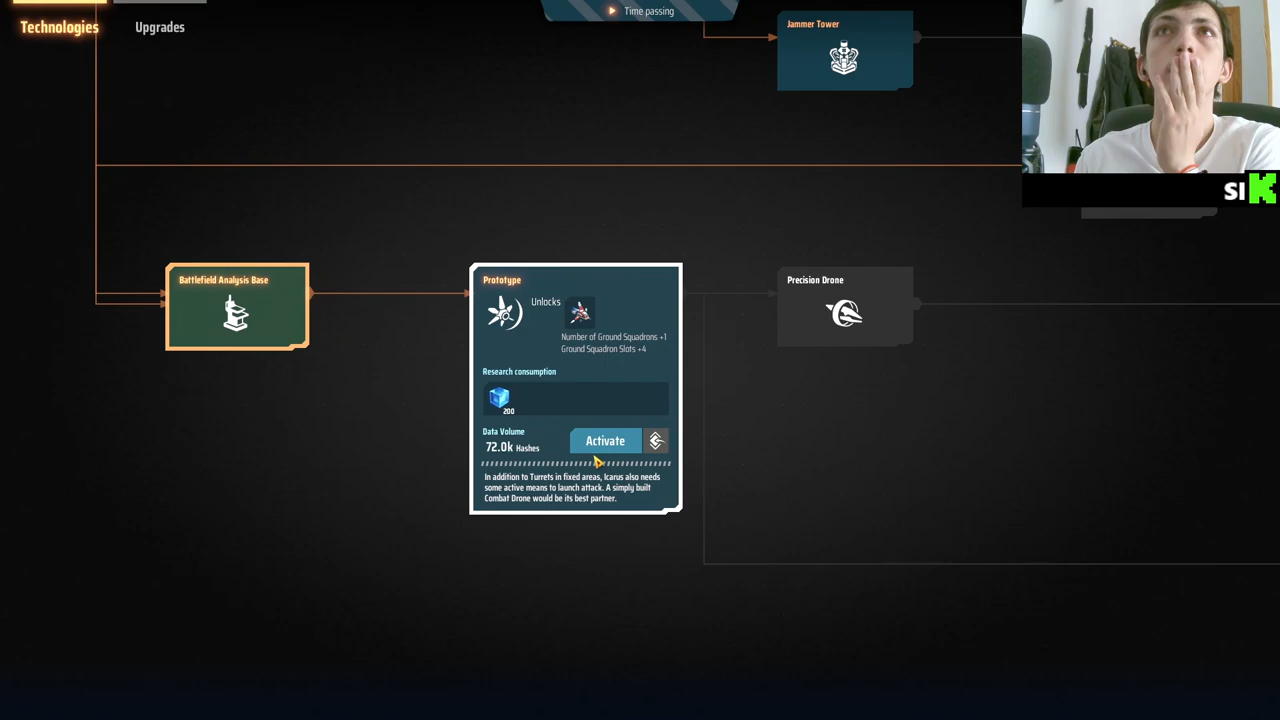 Technologies
Upgrades
Time passing
Jammer Tower
SIK
Battlefield Analysis Base
Prototype
Unlocks
Number of Ground Squadrons +1
Ground Squadron Slots +4
Research consumption
200
Data Volume
72.0k Hashes
Activate
In addition to Turrets in fixed areas, Icarus also needs
some active means to launch attack. A simply built
Combat Drone would be its best partner.
Precision Drone